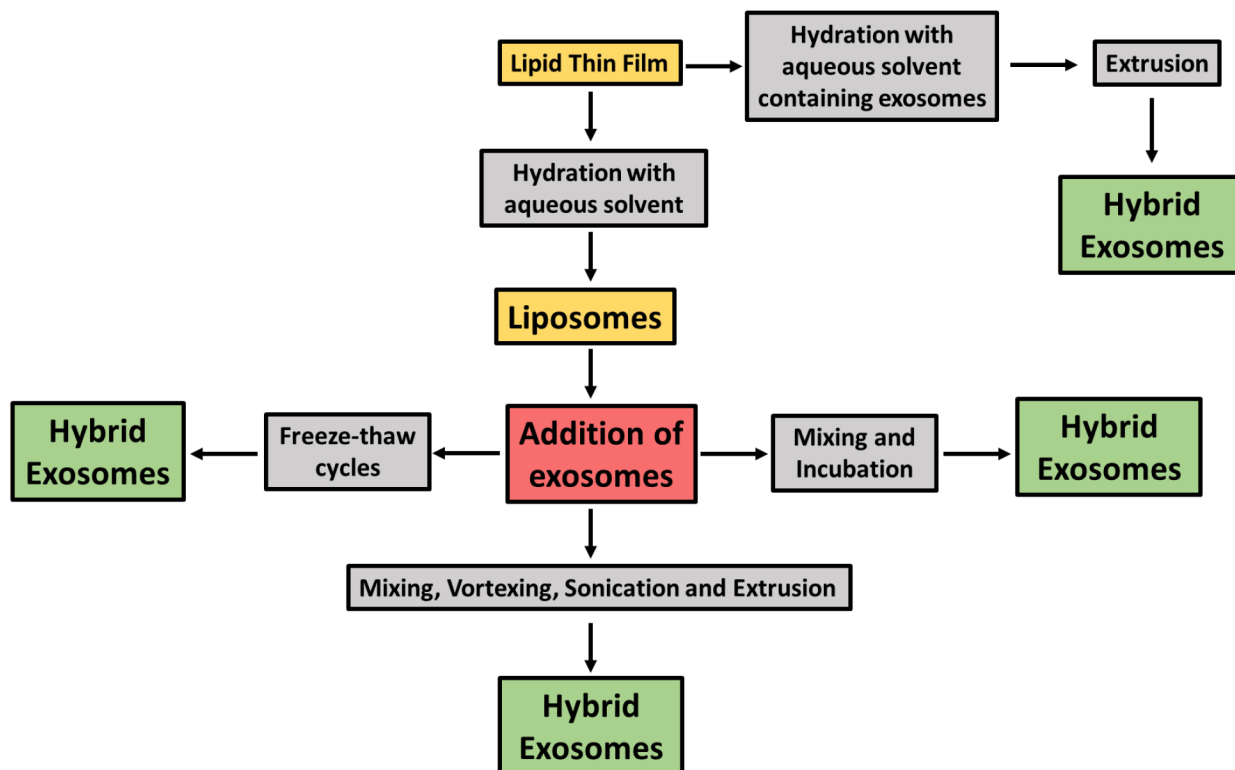 Lipid Thin Film
Hydration with
aqueous solvent
containing exosomes
Extrusion
Hybrid
Exosomes
Hydration with
aqueous solvent
Liposomes
Addition of
exosomes
Freeze-thaw
cycles
Hybrid
Exosomes
Mixing and
Incubation
Hybrid
Exosomes
Mixing, Vortexing, Sonication and Extrusion
Hybrid
Exosomes